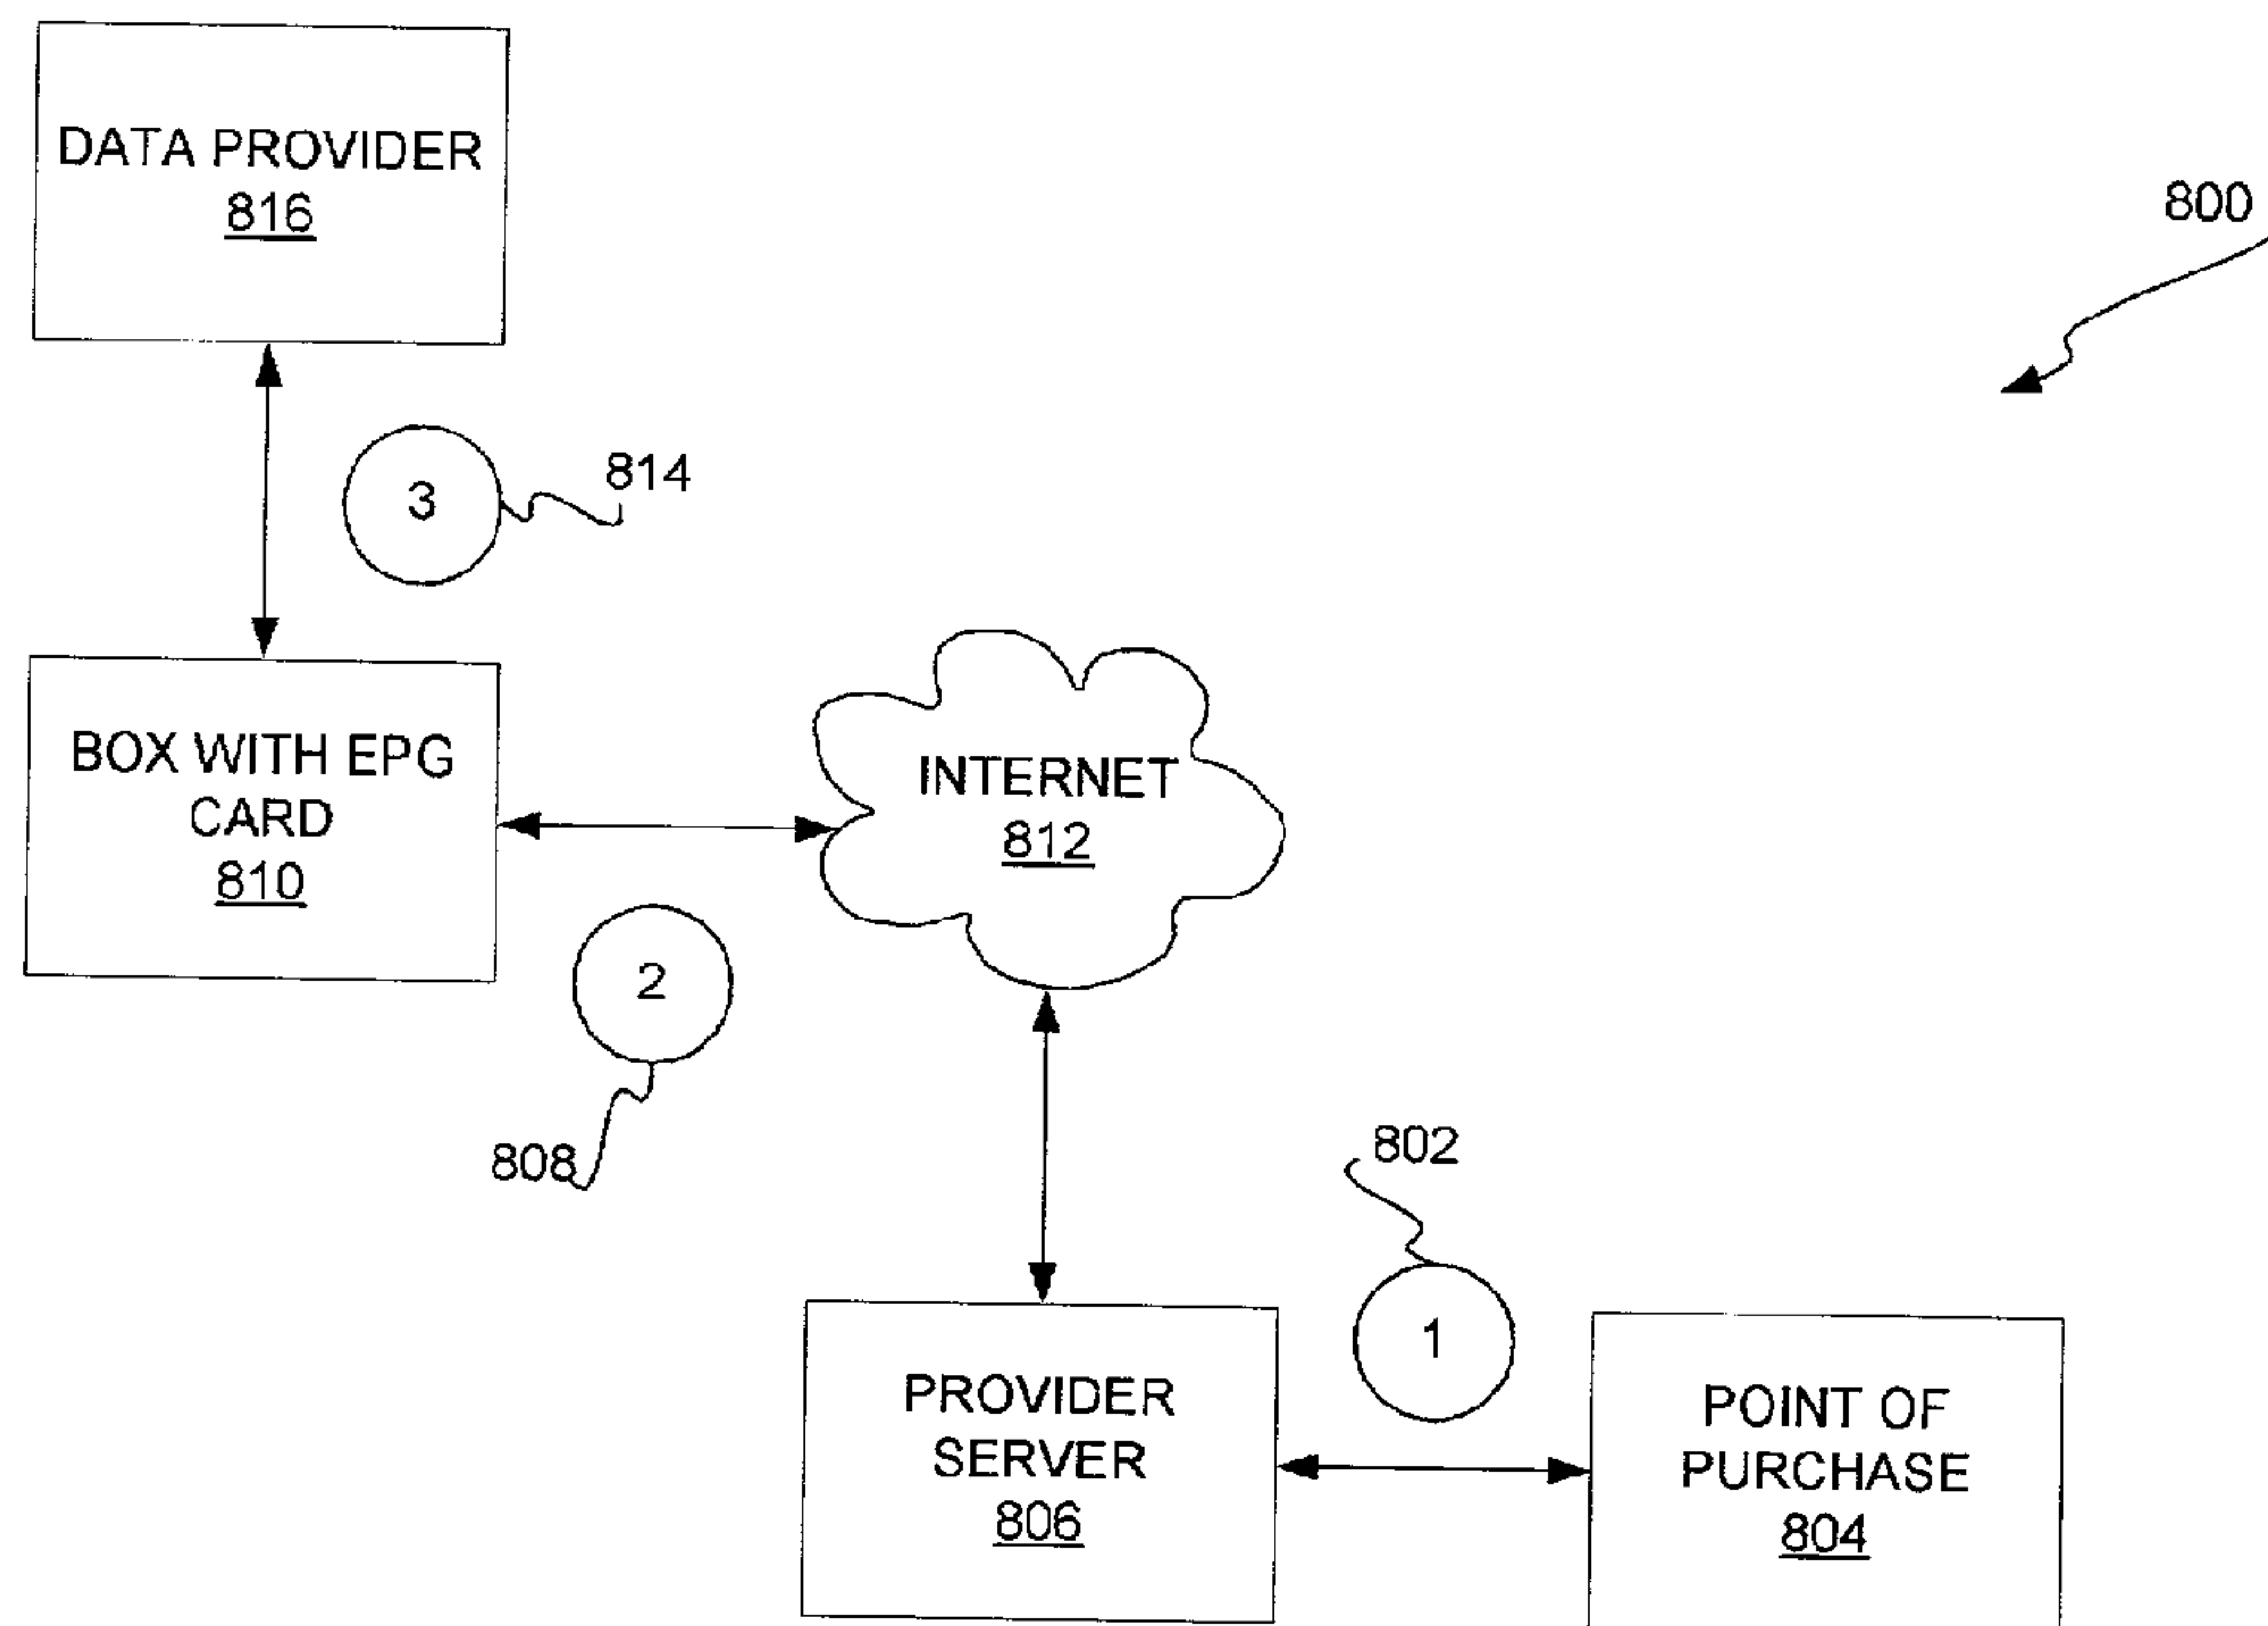 DATA PROVIDER
816
800
3
814
BOX WITH EPG
CARD
810
INTERNET
812
2
808
802
1
PROVIDER
SERVER
806
POINT OF
PURCHASE
804